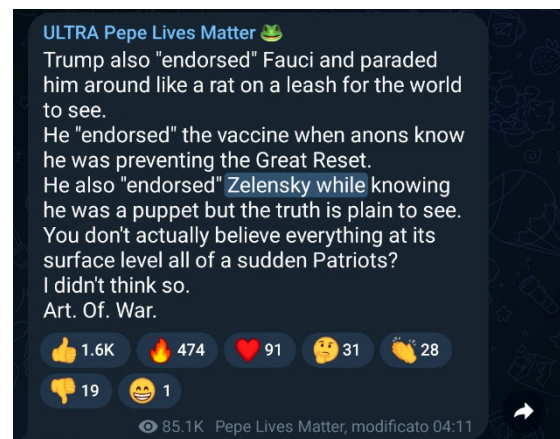 ULTRA Pepe Lives Matter 🐸
Trump also "endorsed" Fauci and paraded
him around like a rat on a leash for the world
to see.
He "endorsed" the vaccine when anons know
he was preventing the Great Reset.
He also "endorsed" Zelensky while knowing
he was a puppet but the truth is plain to see.
You don't actually believe everything at its
surface level all of a sudden Patriots?
I didn't think so.
Art. Of. War.
👍 1.6K 🔥 474 ❤️ 91 🤔 31 👏 28
👎 19 😁 1
85.1K Pepe Lives Matter, modificato 04:11